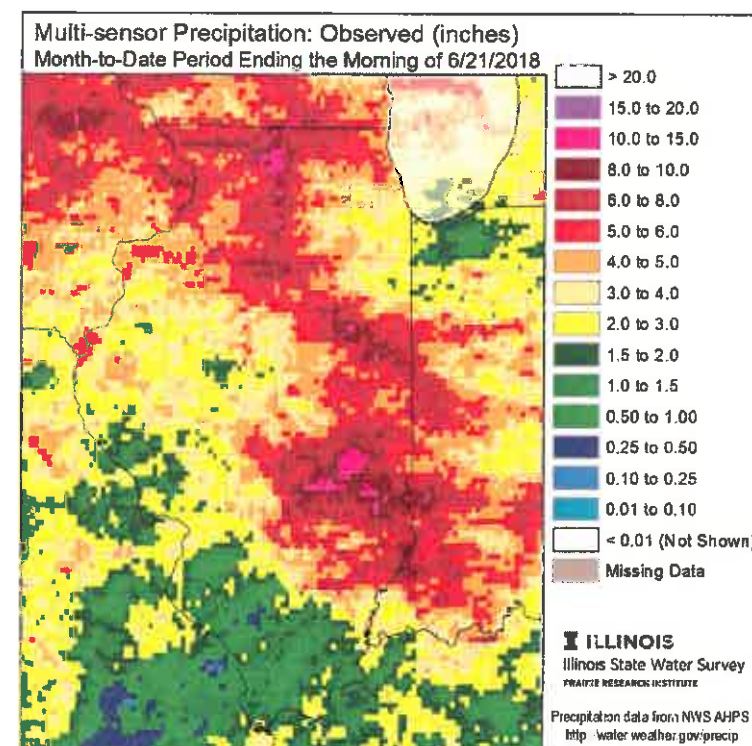 Multi-sensor Precipitation: Observed (inches)
Month-to-Date Period Ending the Morning of 6/21/2018
> 20.0
15.0 to 20.0
10.0 to 15.0
8.0 to 10.0
6.0 to 8.0
5.0 to 6.0
4.0 to 5.0
3.0 to 4.0
2.0 to 3.0
1.5 to 2.0
1.0 to 1.5
0.50 to 1.00
0.25 to 0.50
0.10 to 0.25
0.01 to 0.10
< 0.01 (Not Shown)
Missing Data
I ILLINOIS
Illinois State Water Survey
PRAIRIE RESEARCH INSTITUTE
Precipitation data from NWS AHPS
http water weather.gov/precip